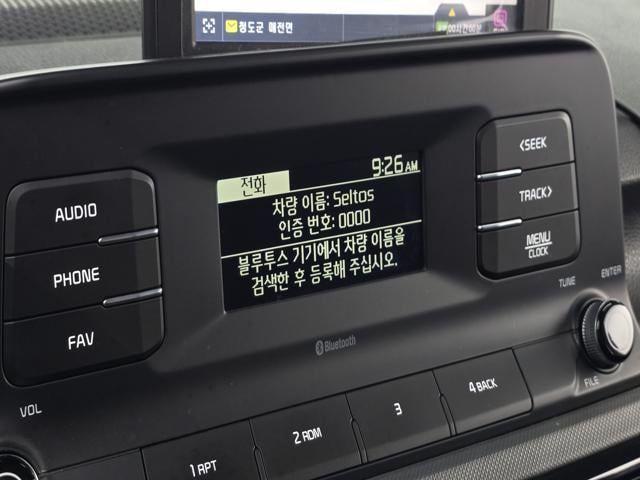 청도군 매전면
전화
9:26 AM
차량 이름: Seltos
인증 번호: 0000
블루투스 기기에서 차량 이름을
검색한 후 등록해 주십시오.
AUDIO
PHONE
FAV
VOL
<SEEK
TRACK>
MENU
CLOCK
TUNE
ENTER
FILE
Bluetooth
1 RPT
2 RDM
3
4 BACK